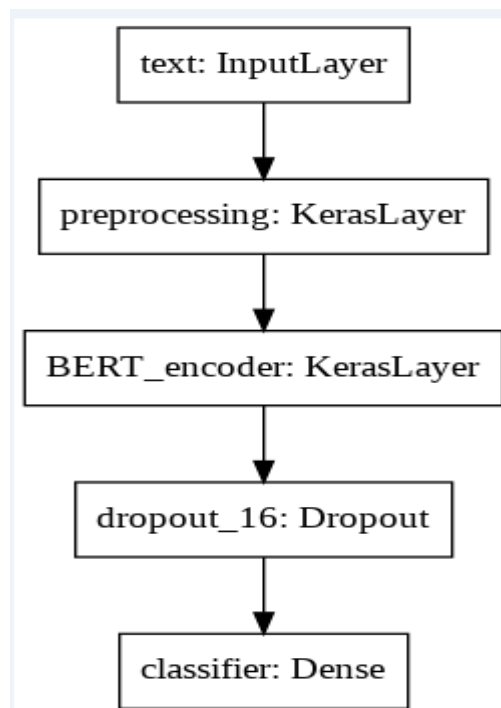 text: InputLayer
preprocessing: KerasLayer
BERT_encoder: KerasLayer
dropout_16: Dropout
classifier: Dense